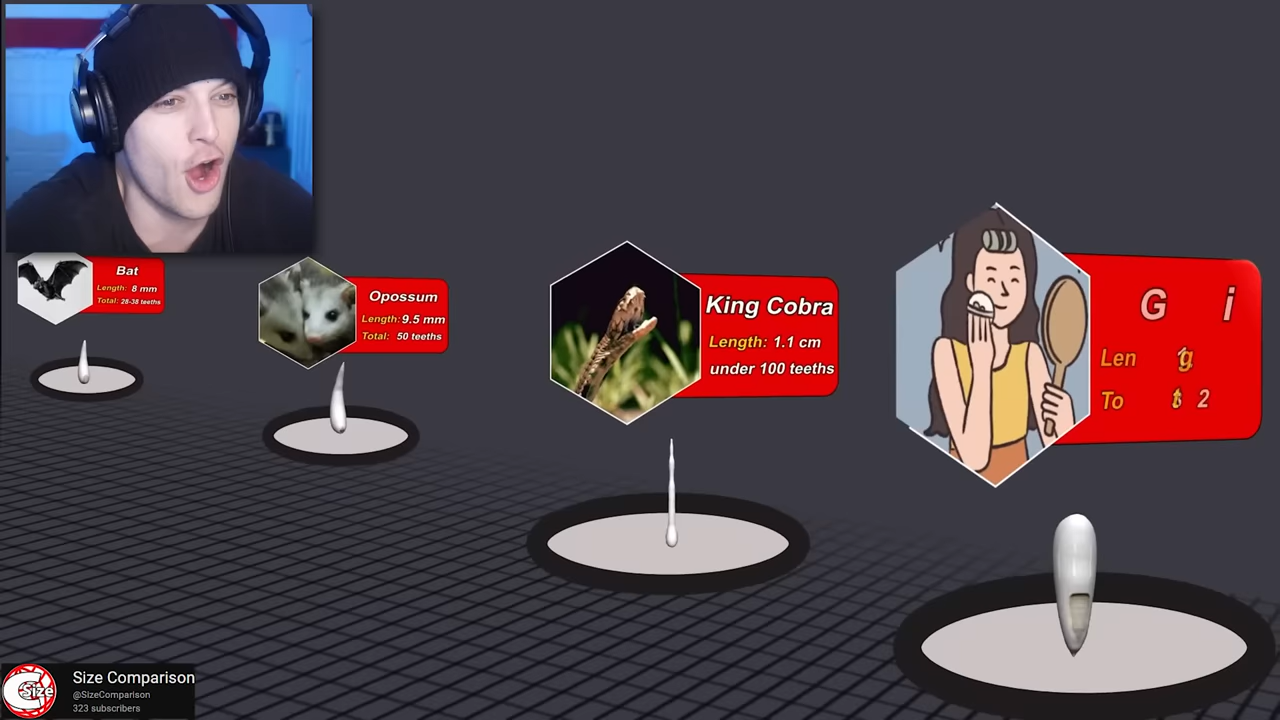 Bat
Length: 8 mm
Total: 28-38 teeths
Opossum
Length: 9.5 mm
Total: 50 teeths
King Cobra
Length: 1.1 cm
under 100 teeths
G i
Len g
To t 2
Size
Size Comparison
@SizeComparison
323 subscribers